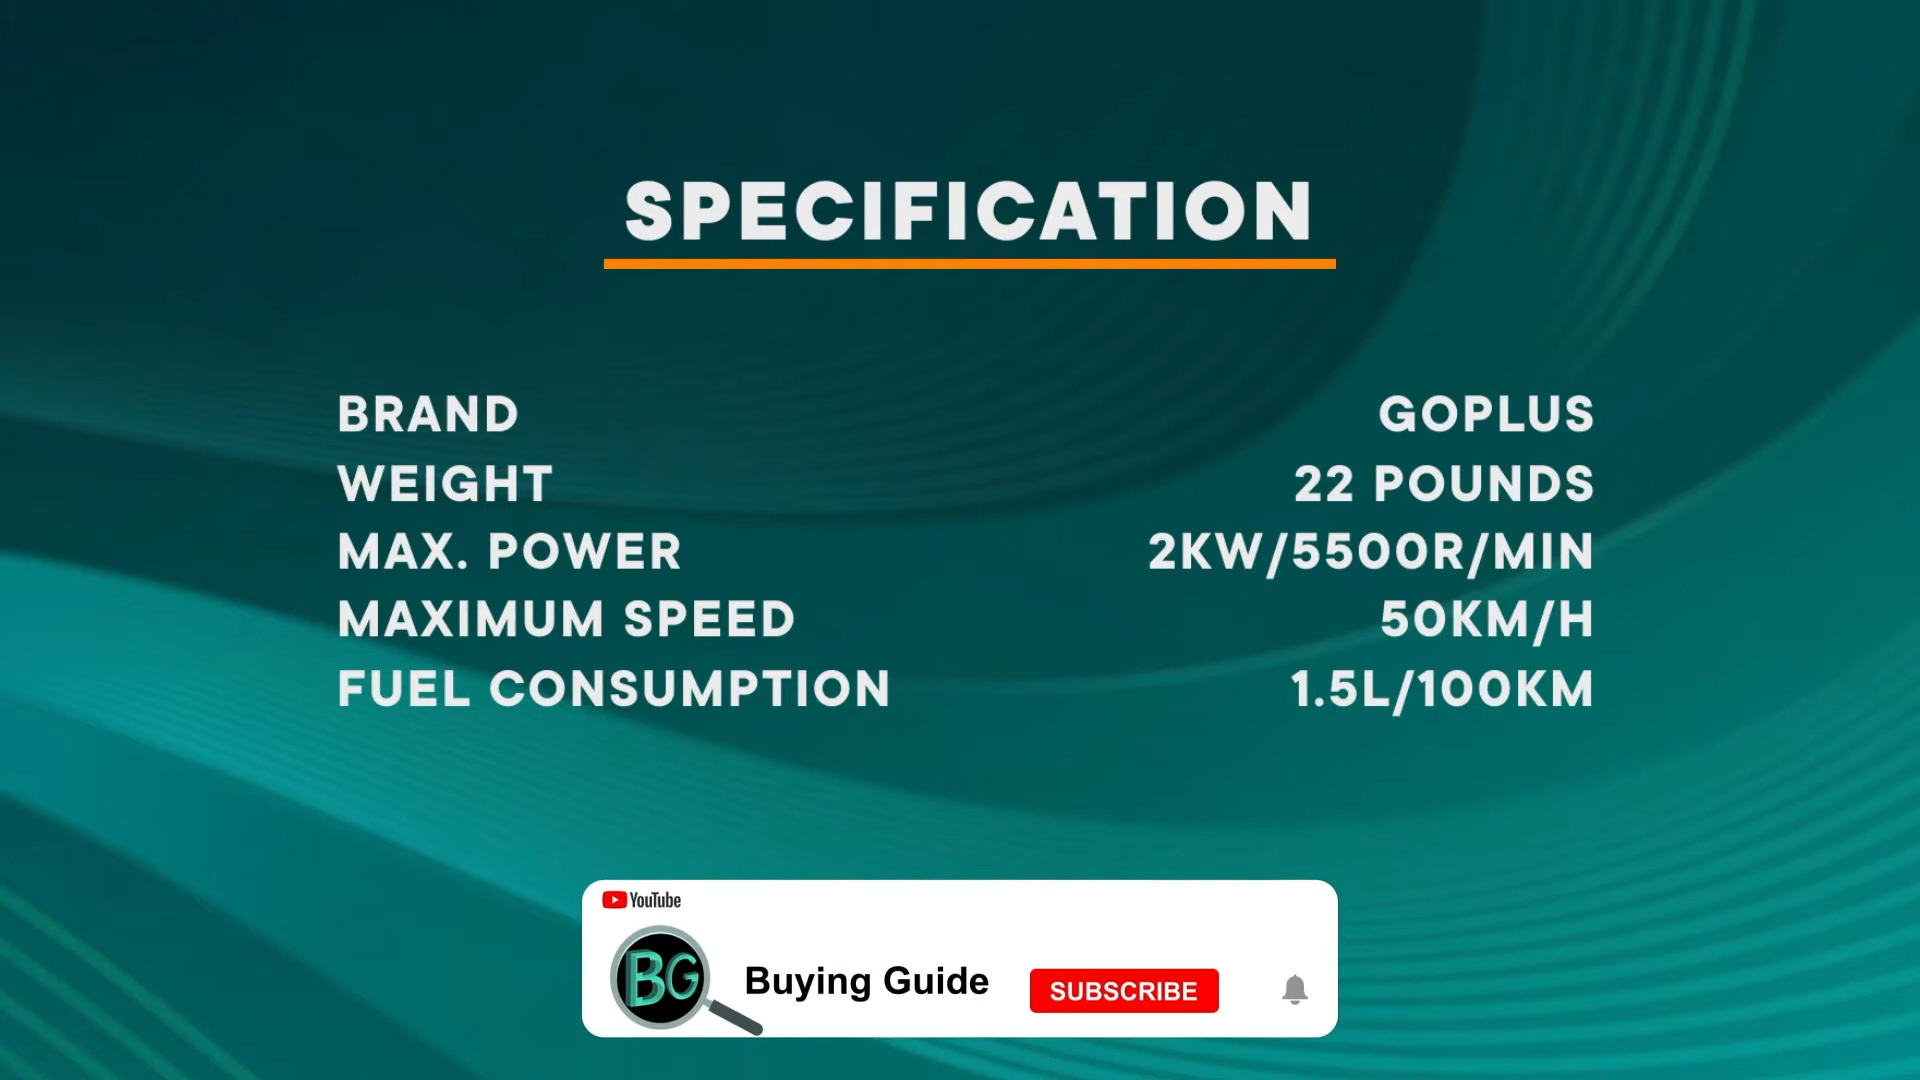 SPECIFICATION
BRAND GOPLUS
WEIGHT 22 POUNDS
MAX. POWER 2KW/5500R/MIN
MAXIMUM SPEED 50KM/H
FUEL CONSUMPTION 1.5L/100KM
YouTube
BG
Buying Guide SUBSCRIBE